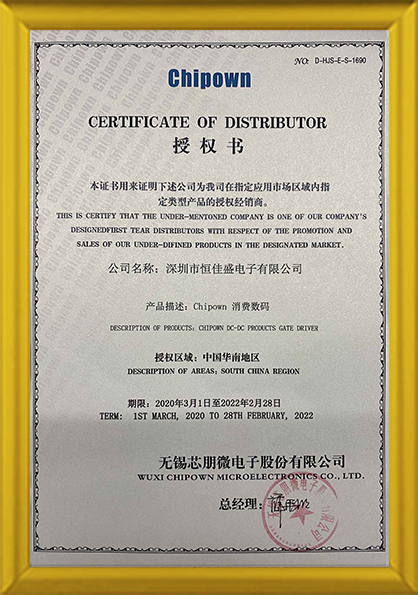 NO: D-HJS-E-S-1690
Chipown
CERTIFICATE OF DISTRIBUTOR
授权书
本证书用来证明下述公司为我司在指定应用市场区域内指
定类型产品的授权经销商。
THIS IS CERTIFY THAT THE UNDER-MENTONED COMPANY IS ONE OF OUR COMPANY'S
DESIGNEDFIRST TEAR DISTRIBUTORS WITH RESPECT OF THE PROMOTION AND
SALES OF OUR UNDER-DIFINED PRODUCTS IN THE DESIGNATED MARKET.
公司名称：深圳市恒佳盛电子有限公司
产品描述：Chipown 消费数码
DESCRIPTION OF PRODUCTS: CHIPOWN DC-DC PRODUCTS GATE DRIVER
授权区域：中国华南地区
DESCRIPTION OF AREAS: SOUTH CHINA REGION
期限：2020年3月1日至2022年2月28日
TERM: 1ST MARCH, 2020 TO 28TH FEBRUARY, 2022
无锡芯朋微电子股份有限公司
WUXI CHIPOWN MICROELECTRONICS CO., LTD.
总经理：